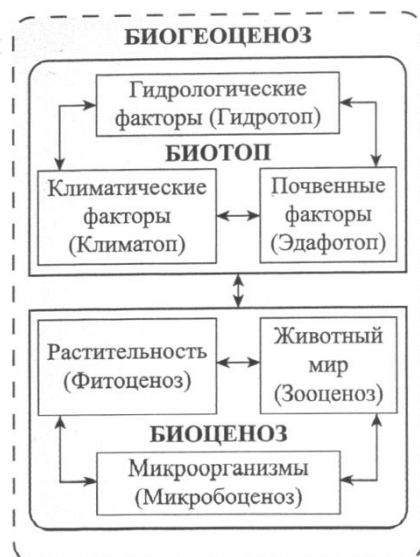 БИОГЕОЦЕНОЗ
Гидрологические
факторы (Гидротоп)
БИОТОП
Климатические
факторы
(Климатоп)
Почвенные
факторы
(Эдафотоп)
Растительность
(Фитоценоз)
Животный
мир
(Зооценоз)
БИОЦЕНОЗ
Микроорганизмы
(Микробоценоз)